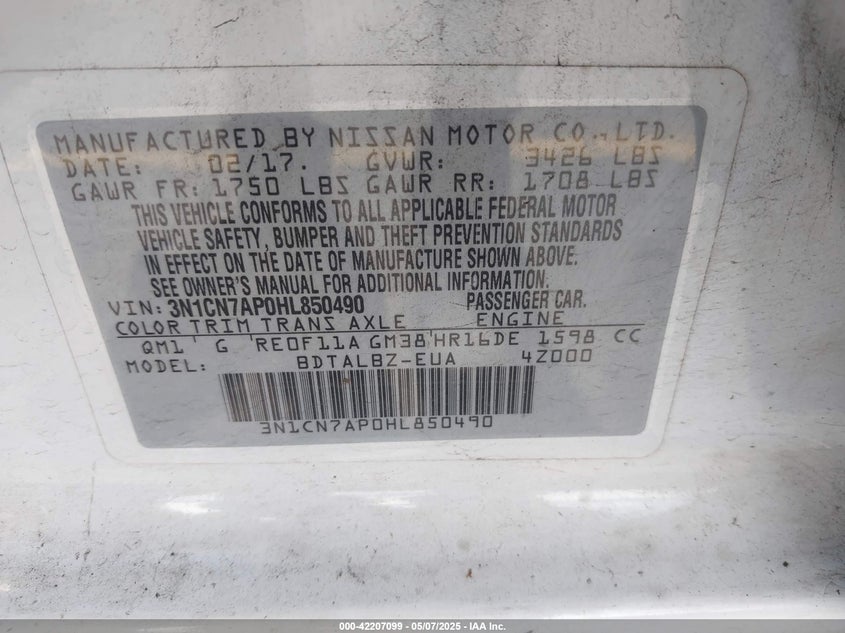 MANUFACTURED BY NISSAN MOTOR CO., LTD.
DATE: 02/17. GVWR: 3426 LBS
GAWR FR: 1750 LBS GAWR RR: 1708 LBS
THIS VEHICLE CONFORMS TO ALL APPLICABLE FEDERAL MOTOR
VEHICLE SAFETY, BUMPER AND THEFT PREVENTION STANDARDS
IN EFFECT ON THE DATE OF MANUFACTURE SHOWN ABOVE.
SEE OWNER'S MANUAL FOR ADDITIONAL INFORMATION.
VIN: 3N1CN7AP0HL850490 PASSENGER CAR.
COLOR TRIM TRANS AXLE ENGINE
QM1 G RE0F11A GM38 HR16DE 1598 CC
MODEL: BDTALBZ-EUA 4Z000
3N1CN7AP0HL850490
000-42207099 - 05/07/2025 - IAA Inc.